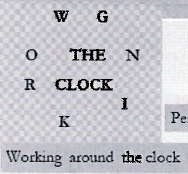 W G
O THE N
R CLOCK
I
K
Pe
Working around the clock